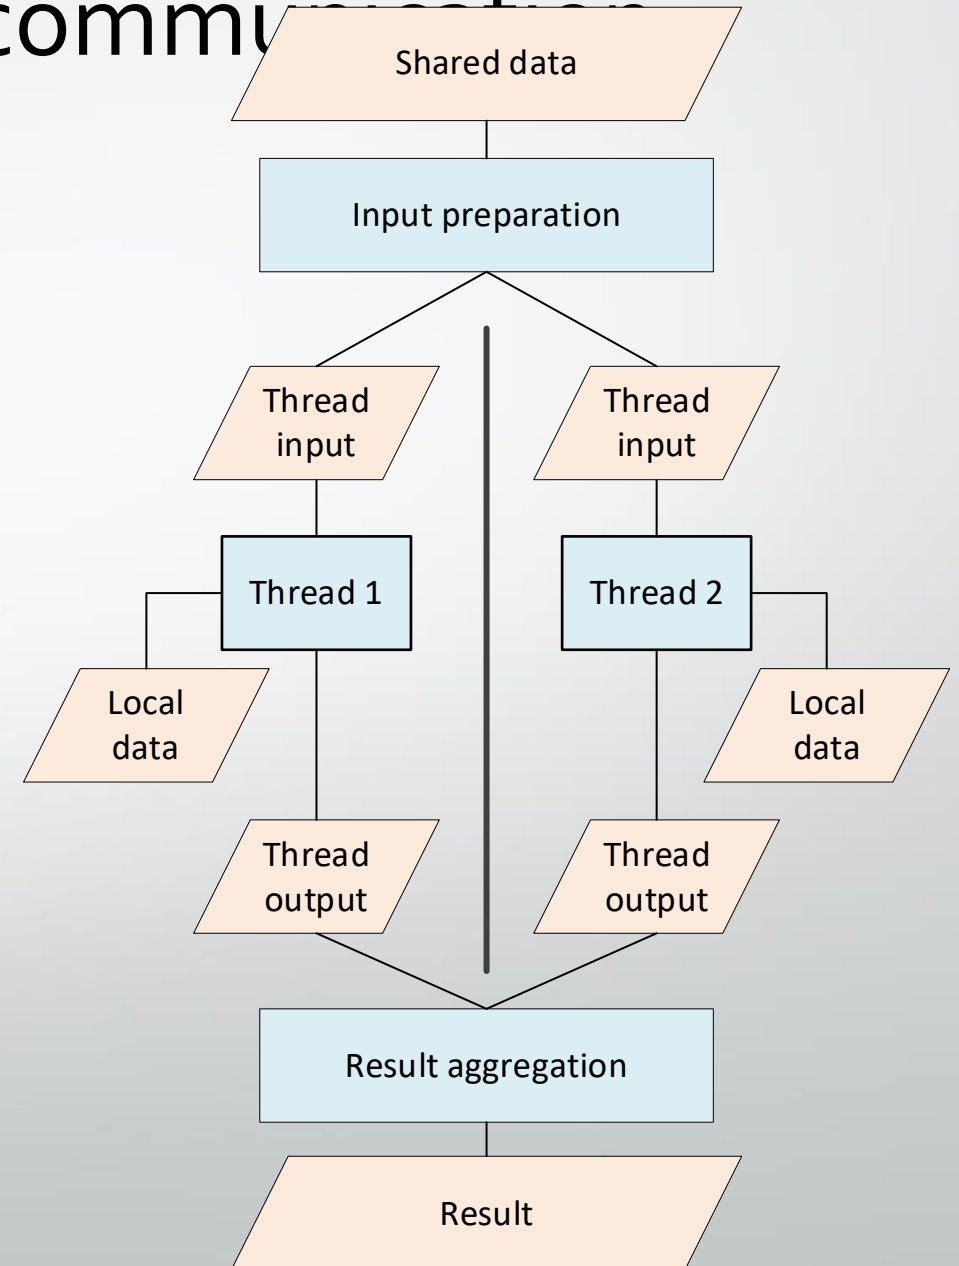 communication
Shared data
Input preparation
Thread
input
Thread
input
Thread 1
Thread 2
Local
data
Local
data
Thread
output
Thread
output
Result aggregation
Result